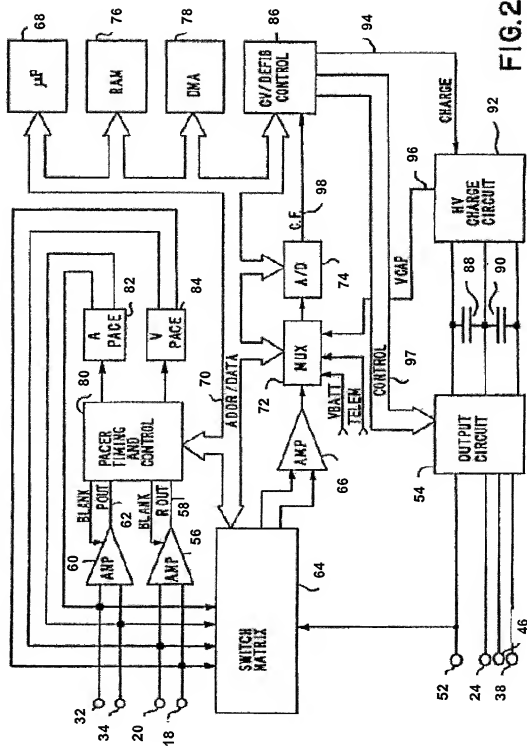 68
µP
76
RAM
78
DMA
86
CV/DEFIB
CONTROL
94
CHARGE
FIG.2
96
92
HV
CHARGE
CIRCUIT
C.F.
98
A/D
74
VCAP
88
90
A
PACE
82
V
PACE
84
70
ADDR/DATA
72
MUX
VBATT
TELEM
CONTROL
97
80
PACER
TIMING
AND
CONTROL
BLANK
POUT
62
BLANK
ROUT
58
60
AMP
AMP
56
AMP
66
SWITCH
MATRIX
64
54
OUTPUT
CIRCUIT
32
34
20
18
52
24
38
46